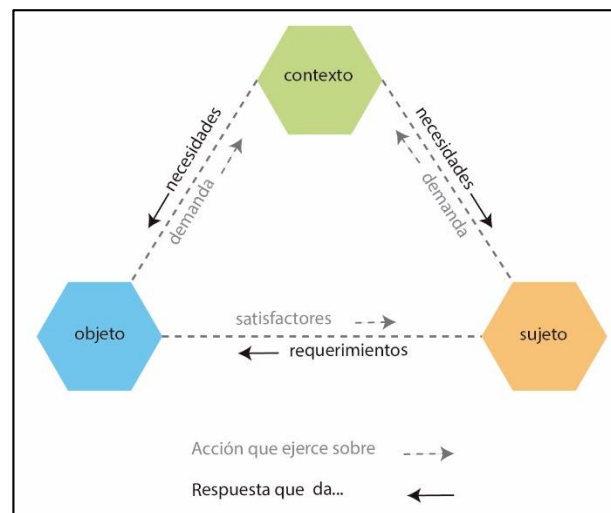 contexto
necesidades
demanda
necesidades
demanda
objeto
satisfactores
requerimientos
sujeto
Acción que ejerce sobre
Respuesta que da...